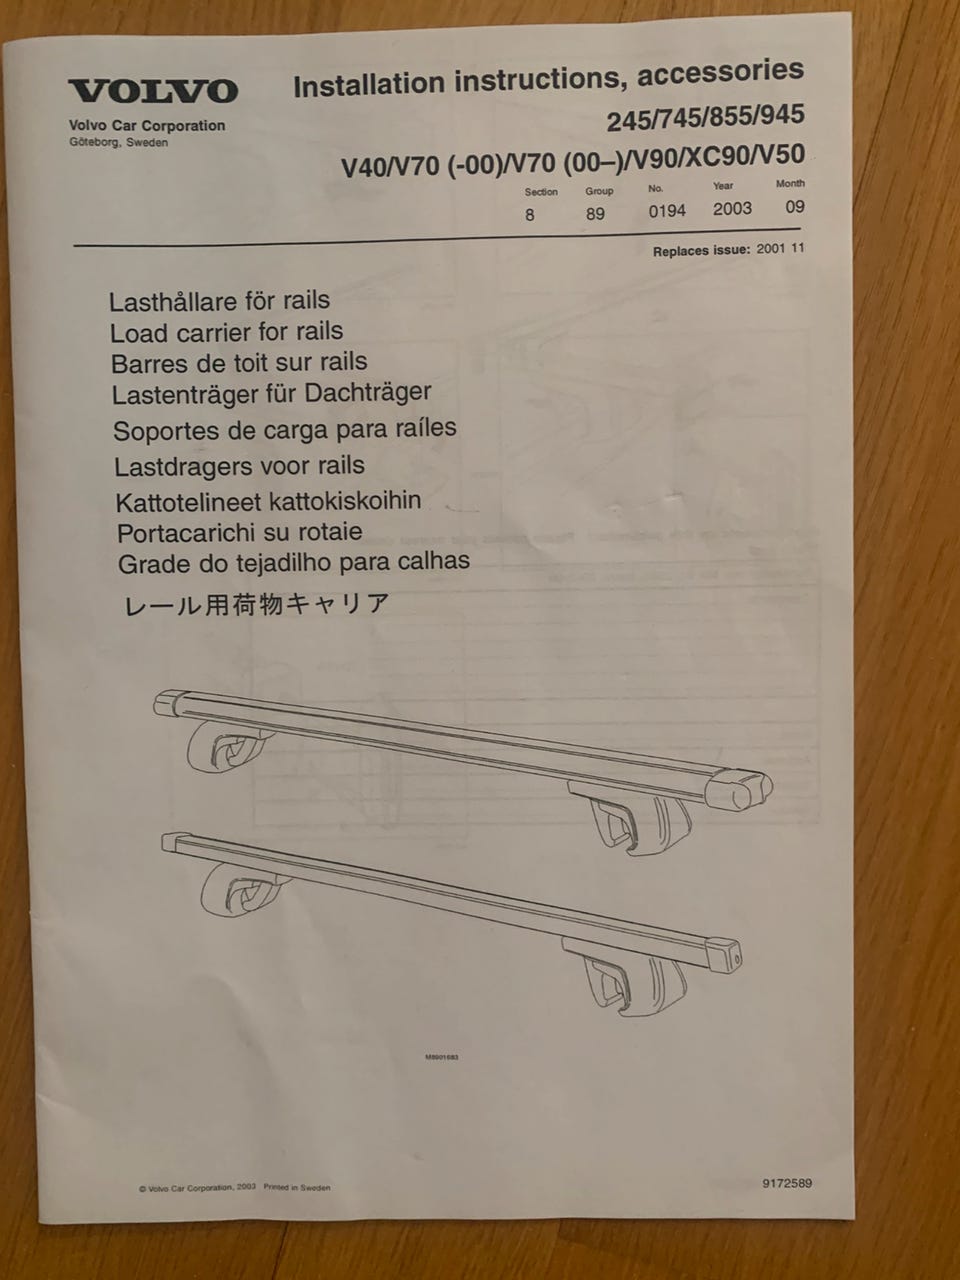 VOLVO
Volvo Car Corporation
Göteborg, Sweden
Installation instructions, accessories
245/745/855/945
V40/V70 (-00)/V70 (00–)/V90/XC90/V50
Section Group No. Year Month
8 89 0194 2003 09
Replaces issue: 2001 11
Lasthållare för rails
Load carrier for rails
Barres de toit sur rails
Lastenträger für Dachträger
Soportes de carga para raíles
Lastdragers voor rails
Kattotelineet kattokiskoihin
Portacarichi su rotaie
Grade do tejadilho para calhas
レール用荷物キャリア
M8901683
© Volvo Car Corporation, 2003 Printed in Sweden
9172589